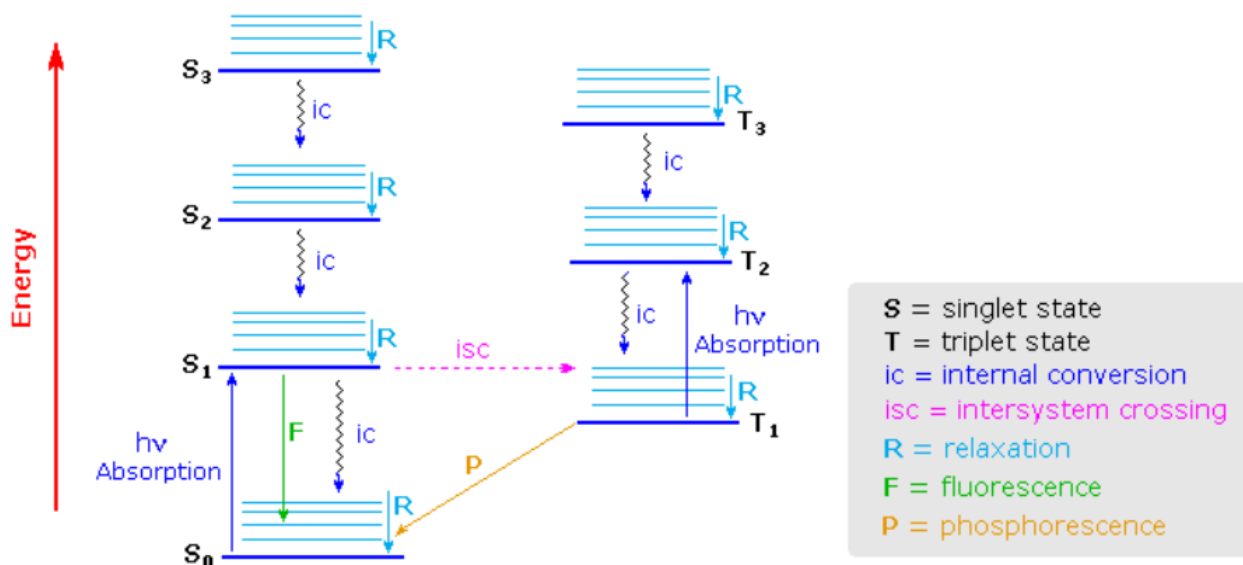 Energy
S3
R
ic
S2
R
ic
S1
R
isc
F
ic
hν
Absorption
R
S0
P
R
T3
ic
R
T2
ic
hν
Absorption
R
T1
S = singlet state
T = triplet state
ic = internal conversion
isc = intersystem crossing
R = relaxation
F = fluorescence
P = phosphorescence